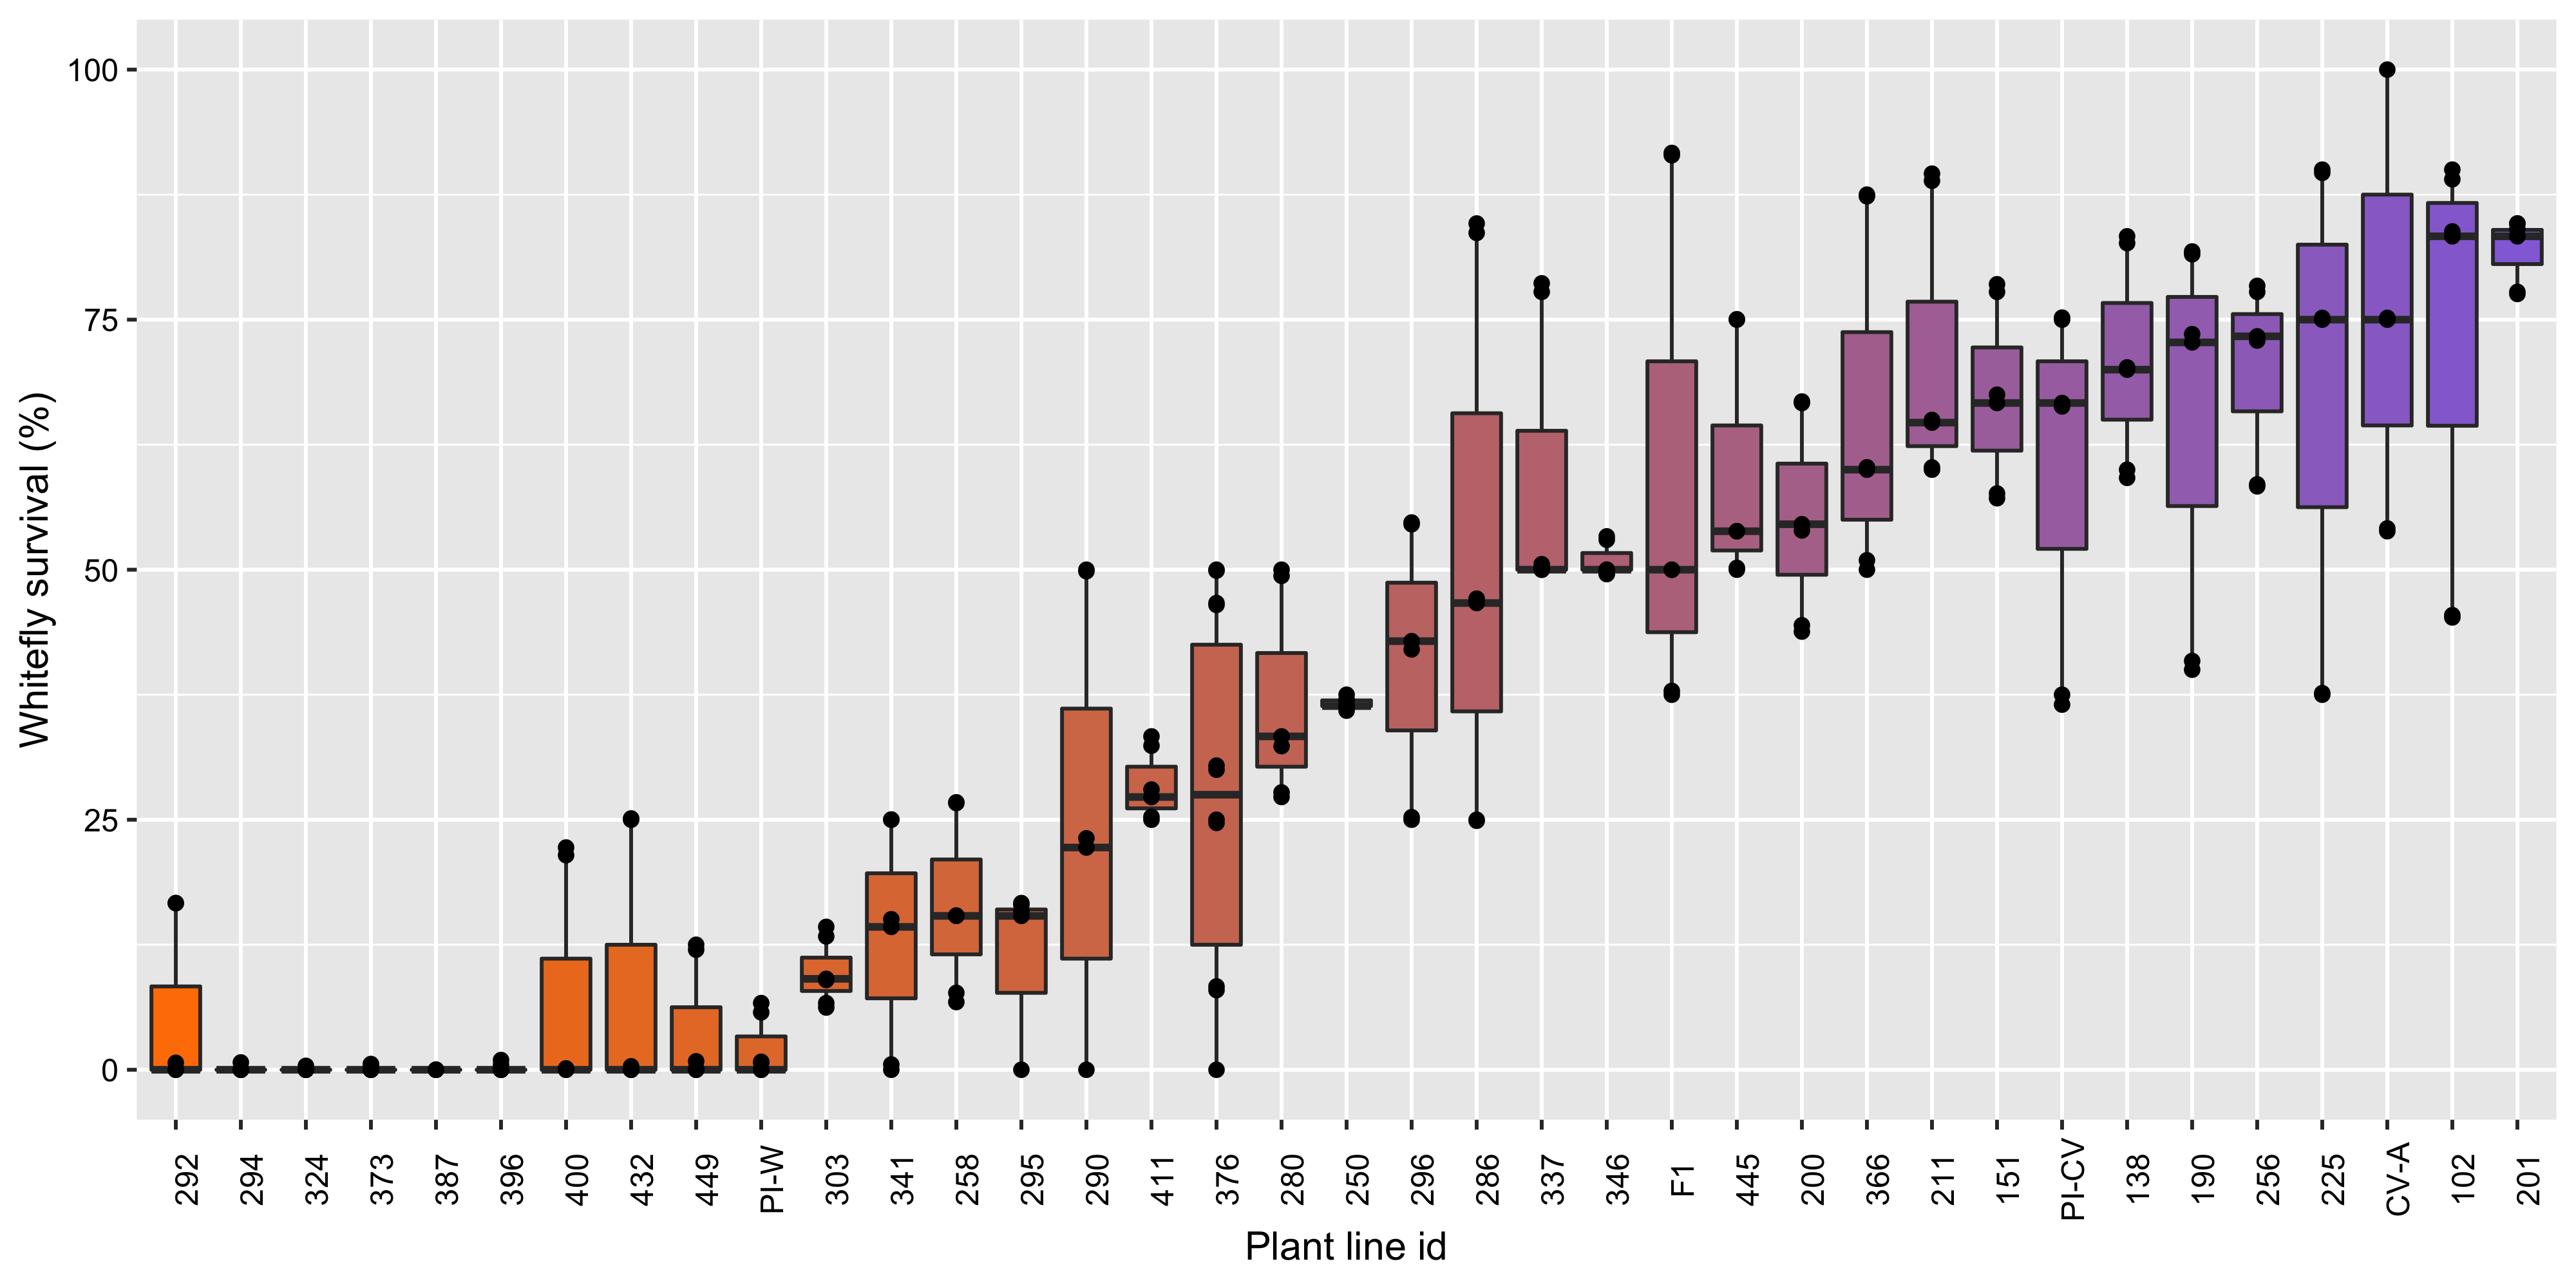 Whitefly survival (%)
100
75
50
25
0
292 294 324 373 387 396 400 432 449 PI-W 303 341 258 295 290 411 376 280 250 296 286 337 346 F1 445 200 366 211 151 PI-CV 138 190 256 225 CV-A 102 201
Plant line id